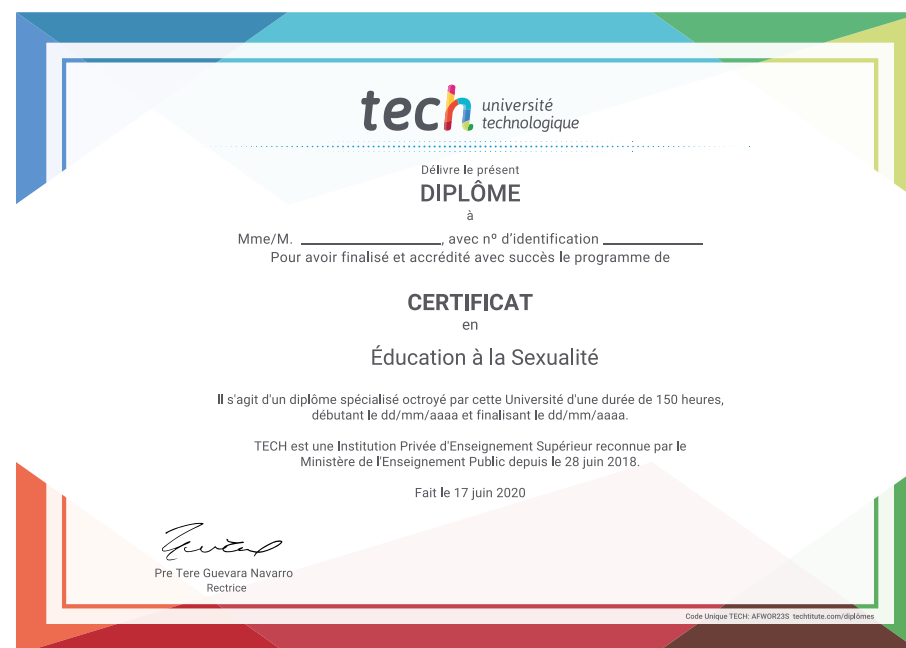 tech université
technologique
Délivre le présent
DIPLÔME
à
Mme/M. ____________________, avec nº d'identification ______________
Pour avoir finalisé et accrédité avec succès le programme de
CERTIFICAT
en
Éducation à la Sexualité
Il s'agit d'un diplôme spécialisé octroyé par cette Université d'une durée de 150 heures,
débutant le dd/mm/aaaa et finalisant le dd/mm/aaaa.
TECH est une Institution Privée d'Enseignement Supérieur reconnue par le
Ministère de l'Enseignement Public depuis le 28 juin 2018.
Fait le 17 juin 2020
Pre Tere Guevara Navarro
Rectrice
Code Unique TECH: AFWOR23S techtitute.com/diplômes